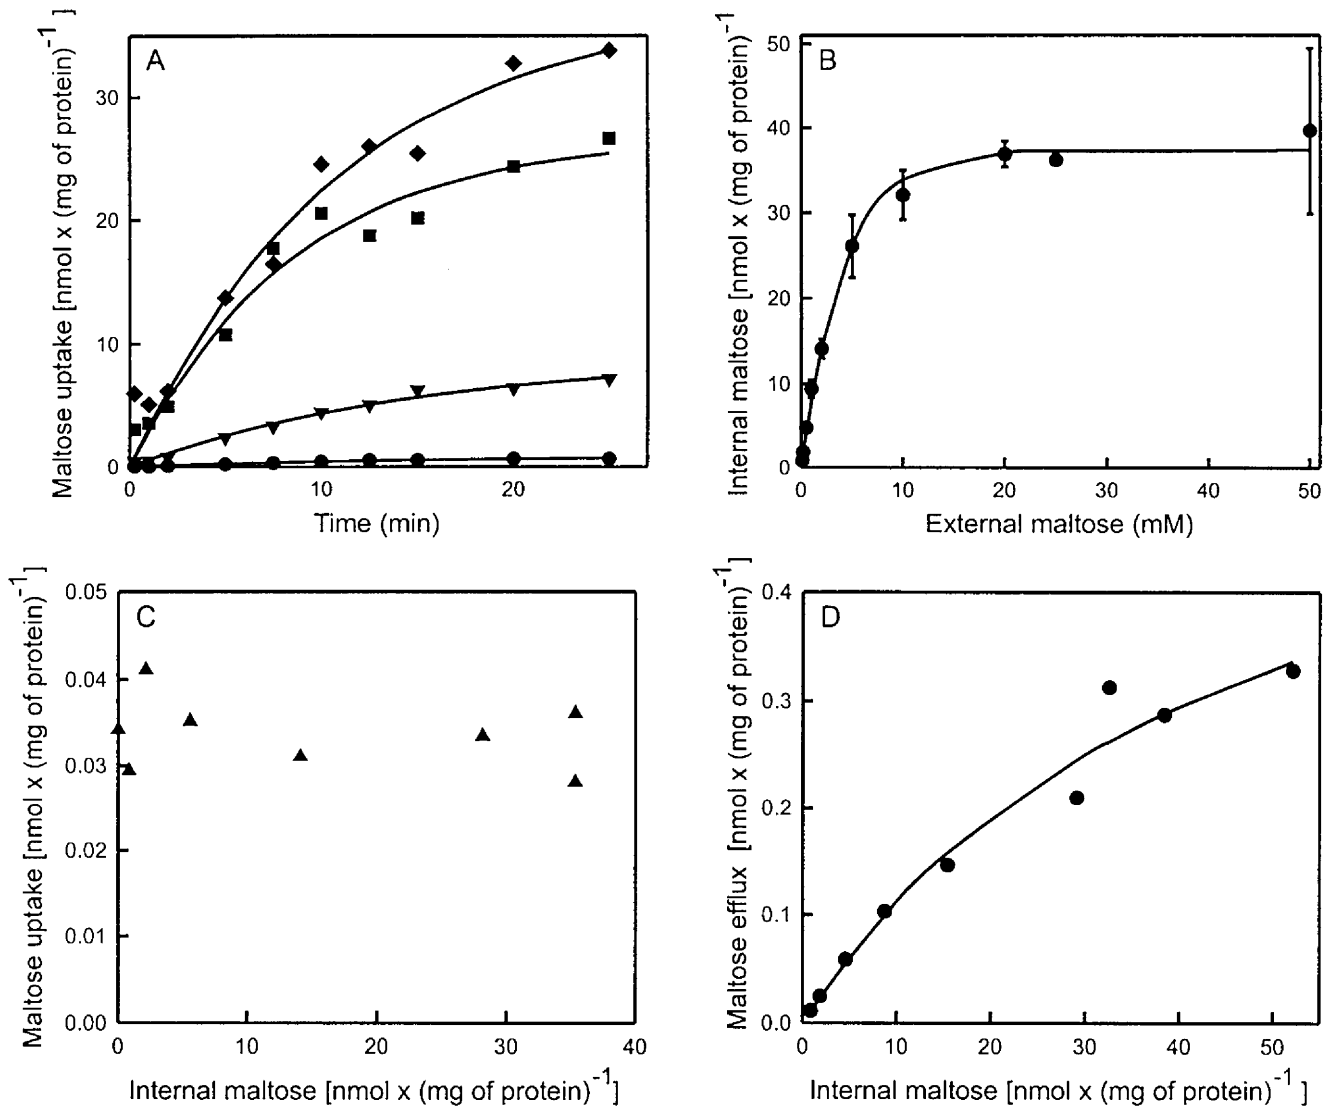 A
Maltose uptake [nmol x (mg of protein)⁻¹ ]
30
20
10
0
0 10 20
Time (min)
B
Internal maltose [nmol x (mg of protein)⁻¹ ]
50
40
30
20
10
0
0 10 20 30 40 50
External maltose (mM)
C
Maltose uptake [nmol x (mg of protein)⁻¹ ]
0.05
0.04
0.03
0.02
0.01
0.00
0 10 20 30 40
Internal maltose [nmol x (mg of protein)⁻¹ ]
D
Maltose efflux [nmol x (mg of protein)⁻¹ ]
0.4
0.3
0.2
0.1
0.0
0 10 20 30 40 50
Internal maltose [nmol x (mg of protein)⁻¹ ]